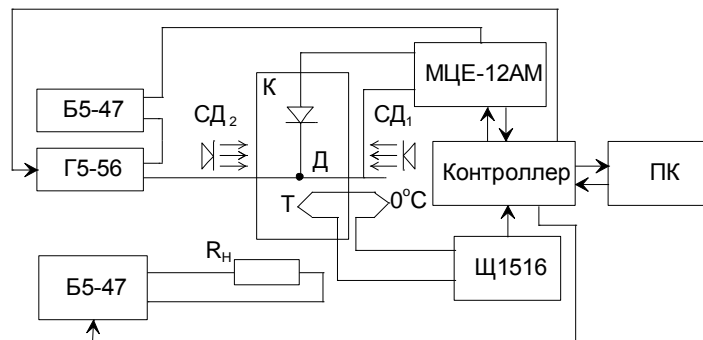 МЦЕ-12АМ
К
Б5-47
СД2
СД1
Г5-56
Д
Контроллер
ПК
Т
0°С
RН
Щ1516
Б5-47